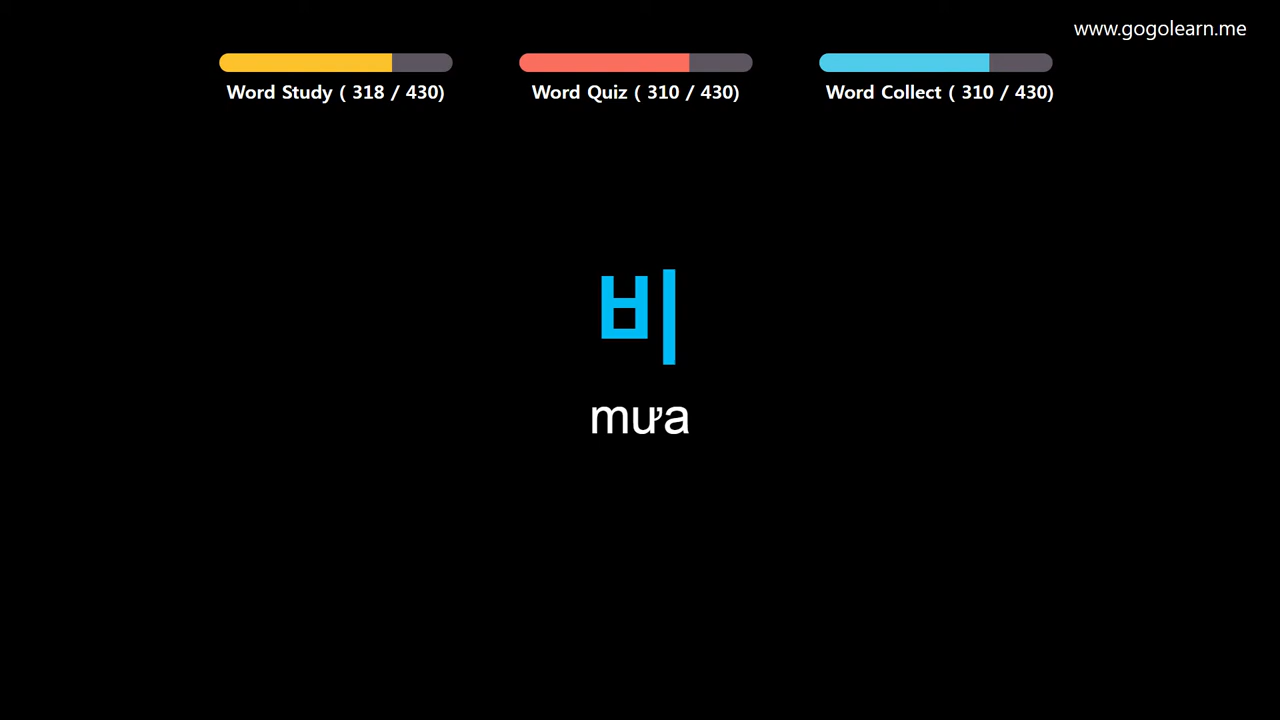 www.gogolearn.me
Word Study ( 318 / 430)
Word Quiz ( 310 / 430)
Word Collect ( 310 / 430)
비
mưa